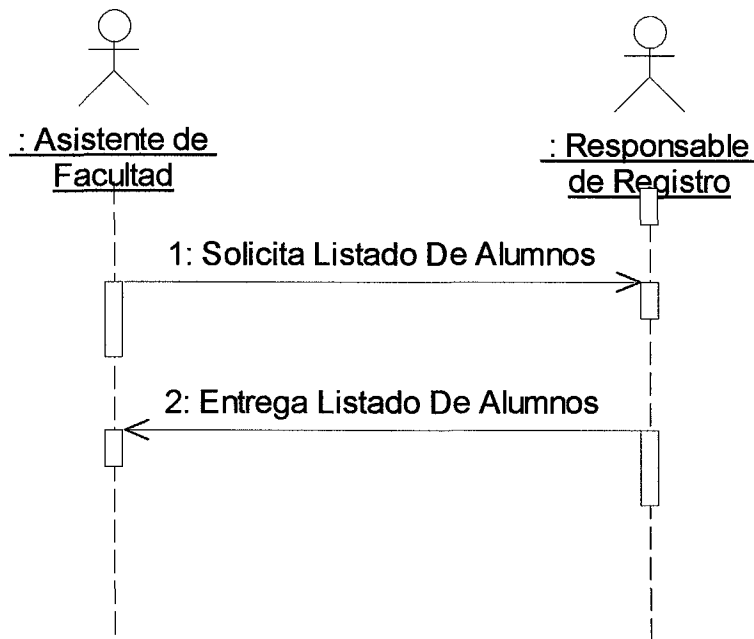 : Asistente de
Facultad
: Responsable
de Registro
1: Solicita Listado De Alumnos
2: Entrega Listado De Alumnos